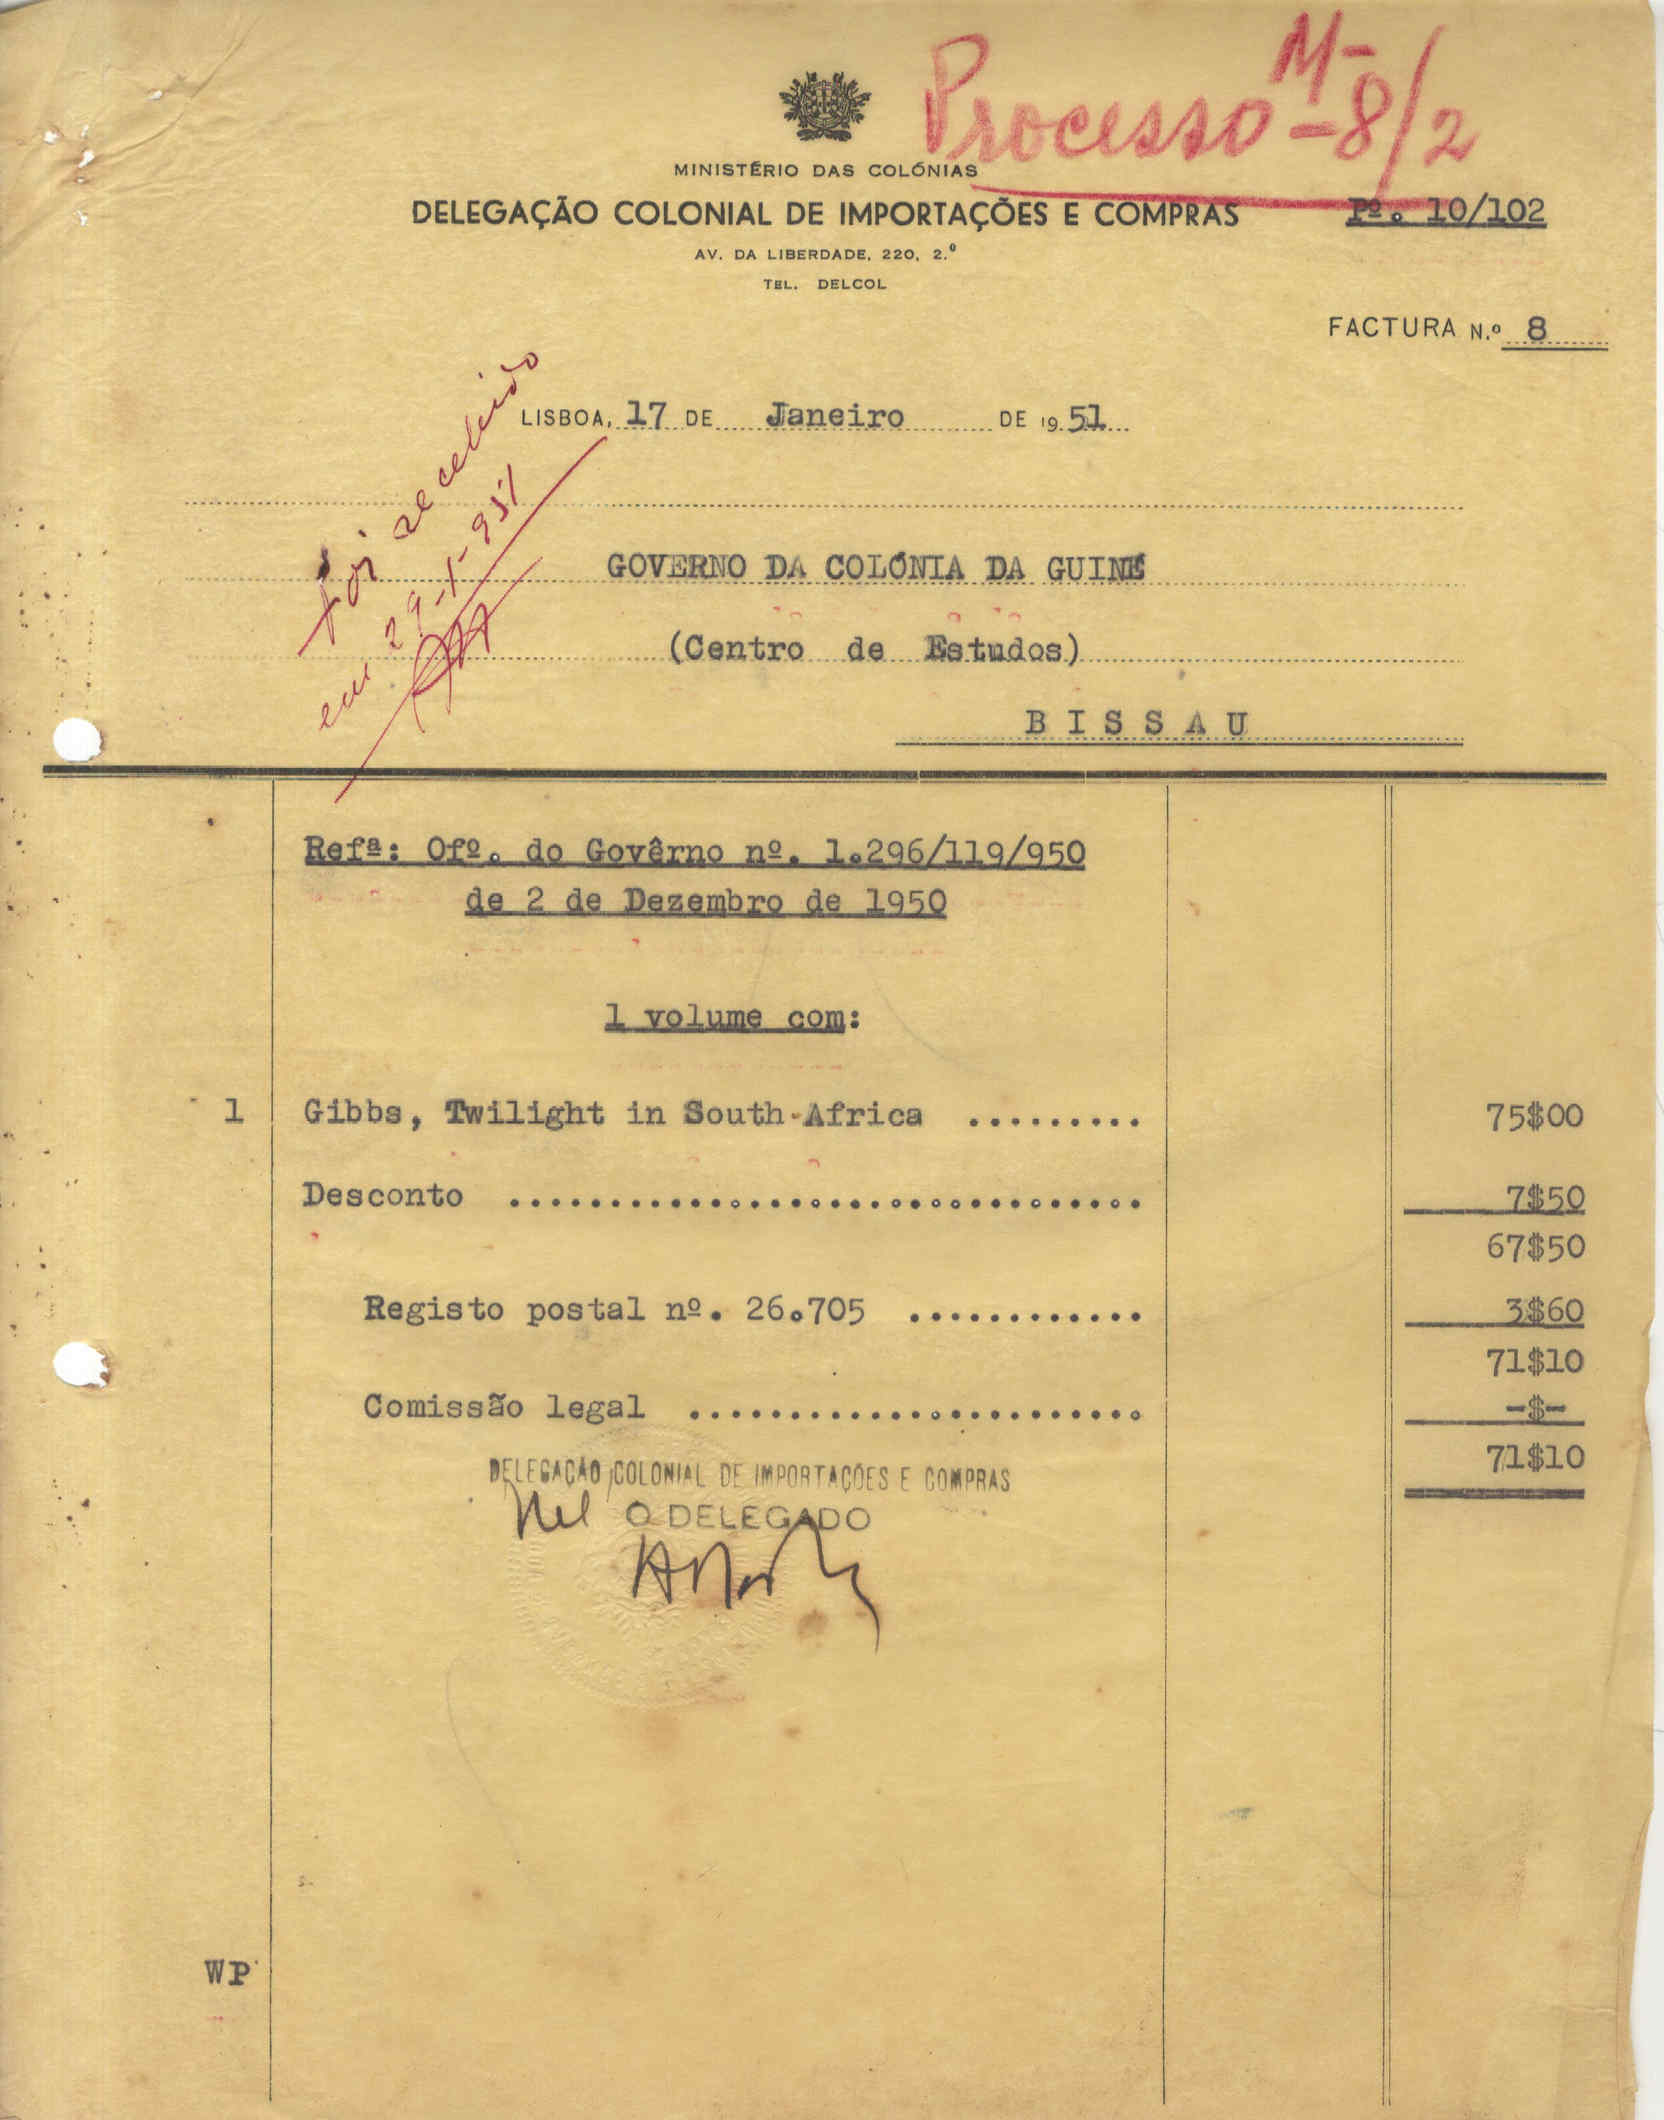 Processo M-8/2
MINISTÉRIO DAS COLÓNIAS
DELEGAÇÃO COLONIAL DE IMPORTAÇÕES E COMPRAS
Pº. 10/102
AV. DA LIBERDADE, 220, 2.º
TEL. DELCOL
FACTURA N.º 8
LISBOA, 17 DE Janeiro DE 1951
foi recebido
em 29-1-951
GOVERNO DA COLÓNIA DA GUINÉ
(Centro de Estudos)
BISSAU
Refª: Ofº. do Govêrno nº. 1.296/119/950
de 2 de Dezembro de 1950
1 volume com:
1 Gibbs, Twilight in South-Africa ......... 75$00
Desconto ................................ 7$50
67$50
Registo postal nº. 26.705 ............ 3$60
71$10
Comissão legal ....................... -$-
71$10
DELEGAÇÃO COLONIAL DE IMPORTAÇÕES E COMPRAS
O DELEGADO
WP